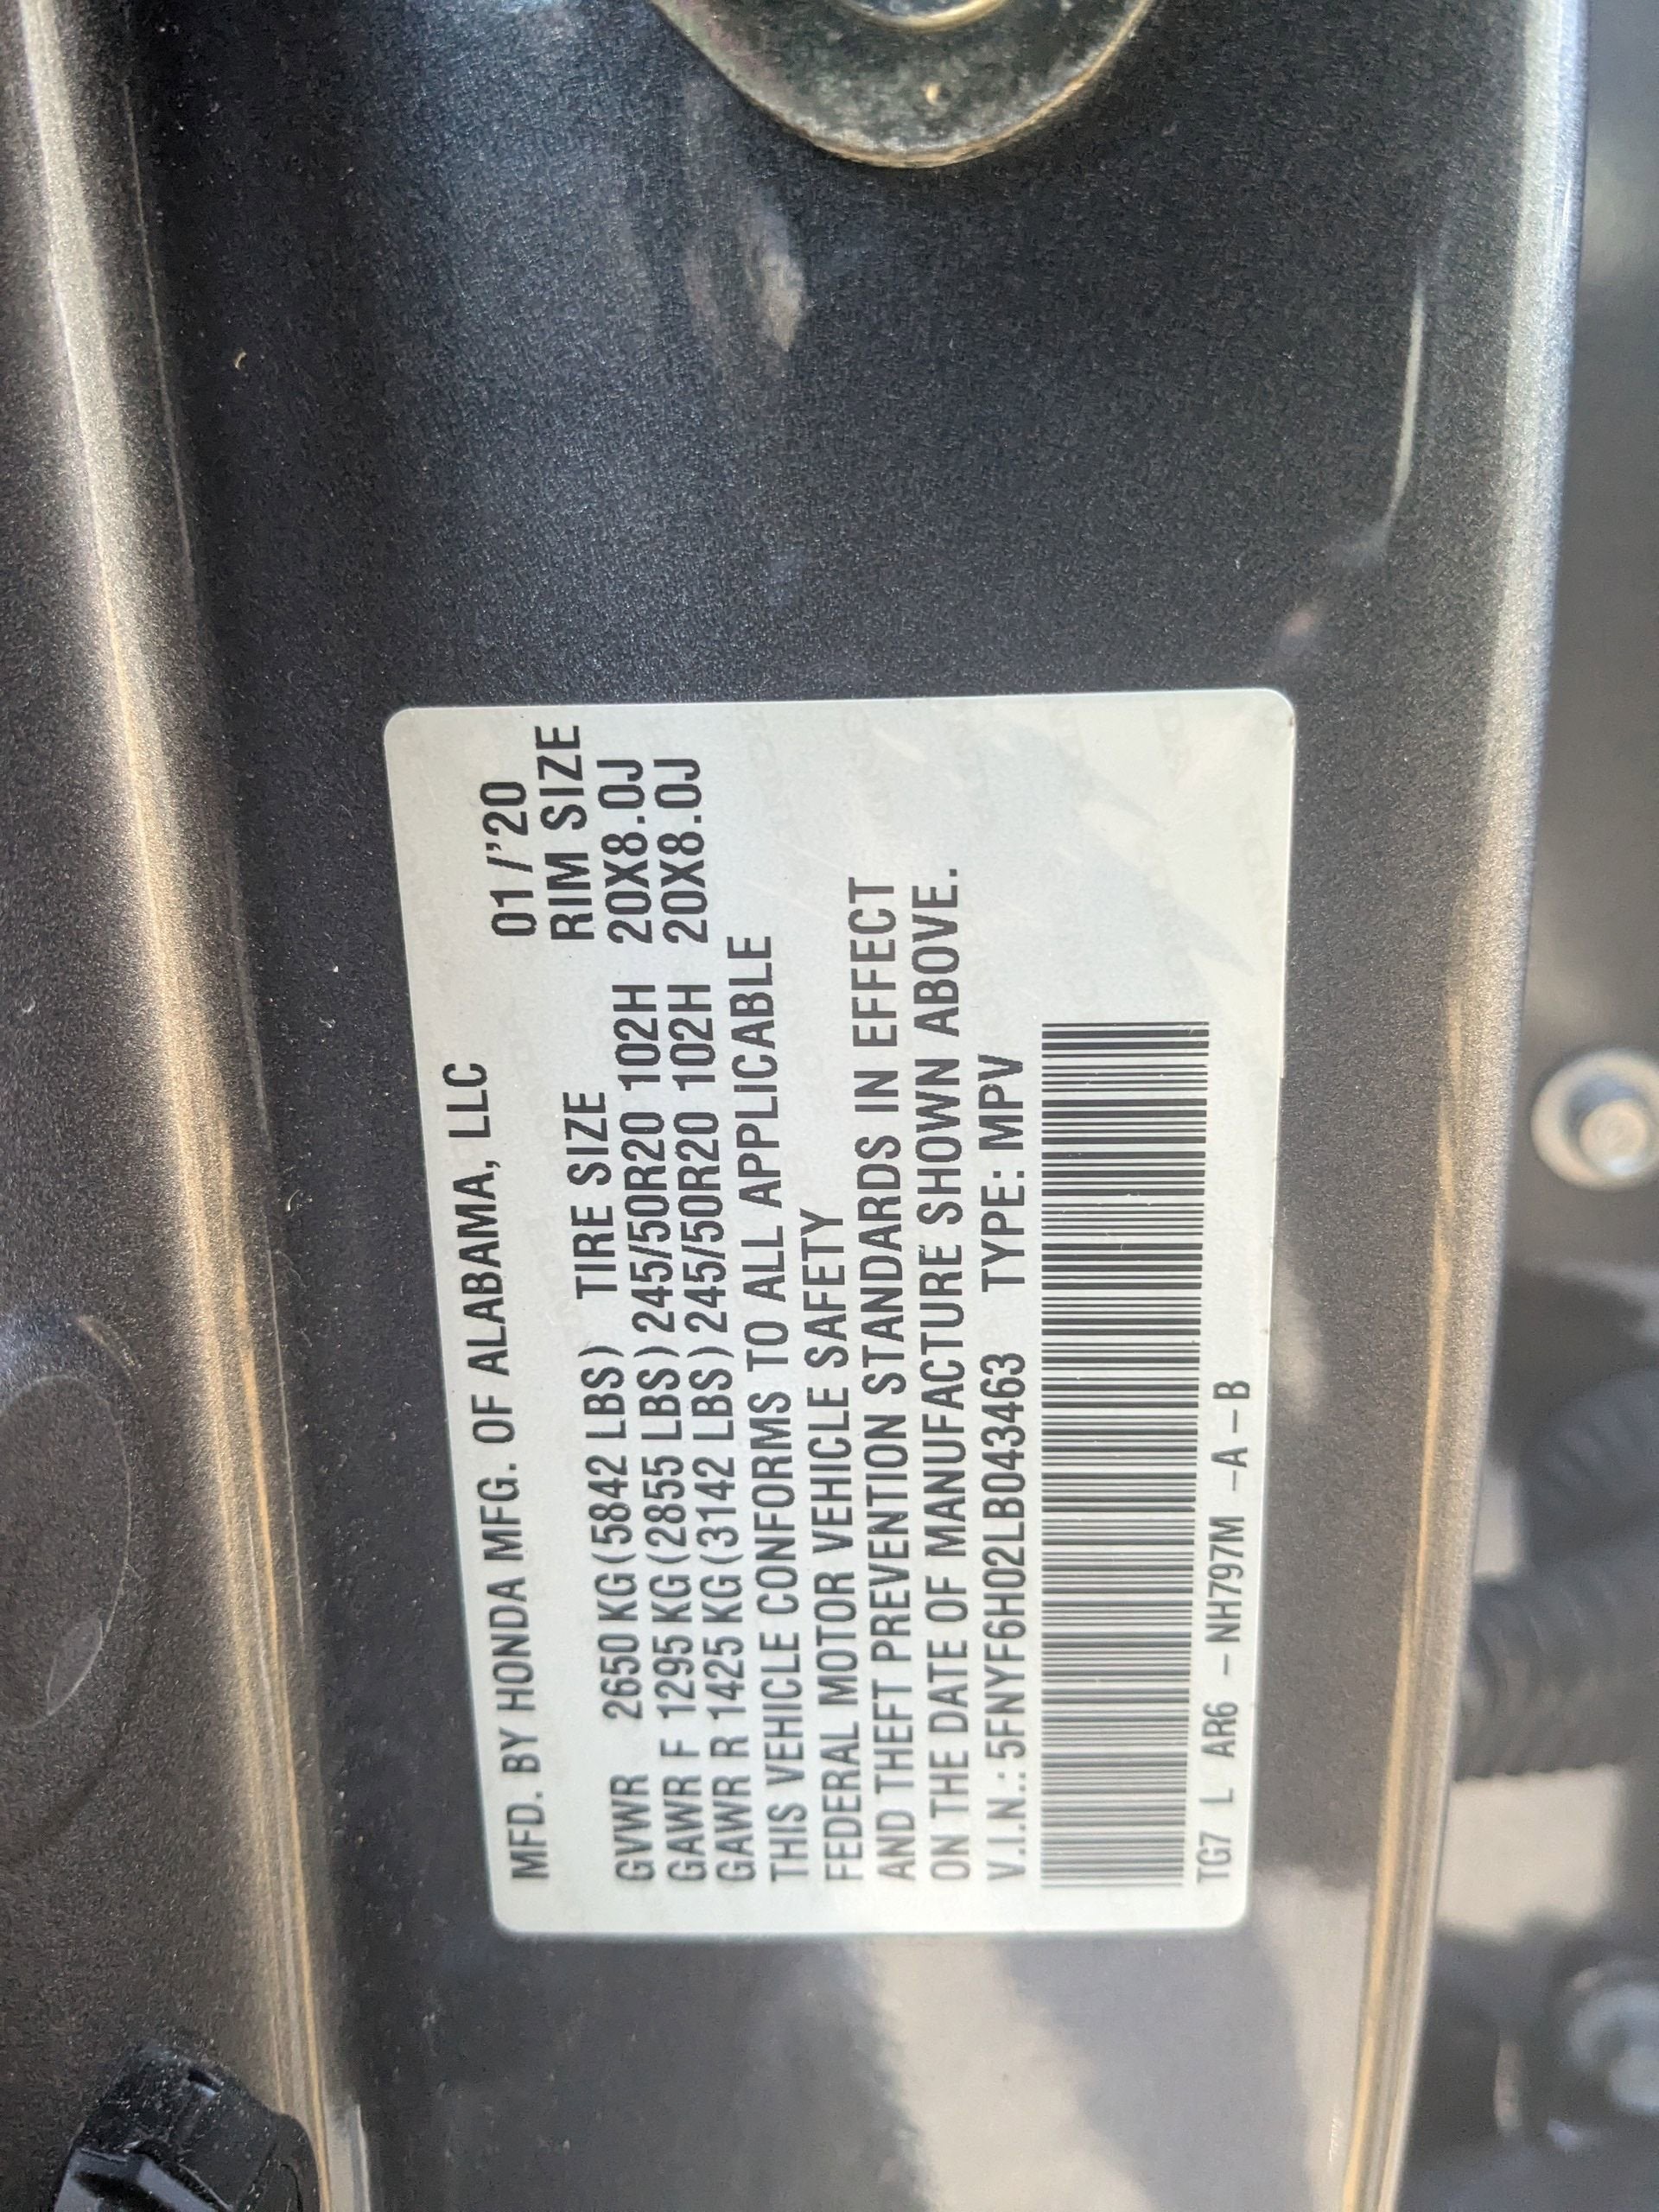 MFD. BY HONDA MFG. OF ALABAMA, LLC
01/'20
TIRE SIZE RIM SIZE
GVWR 2650 KG (5842 LBS)
GAWR F 1295 KG (2855 LBS) 245/50R20 102H 20X8.0J
GAWR R 1425 KG (3142 LBS) 245/50R20 102H 20X8.0J
THIS VEHICLE CONFORMS TO ALL APPLICABLE
FEDERAL MOTOR VEHICLE SAFETY
AND THEFT PREVENTION STANDARDS IN EFFECT
ON THE DATE OF MANUFACTURE SHOWN ABOVE.
V.I.N.: 5FNYF6H02LB043463 TYPE: MPV
TG7 L AR6 – NH797M –A – B